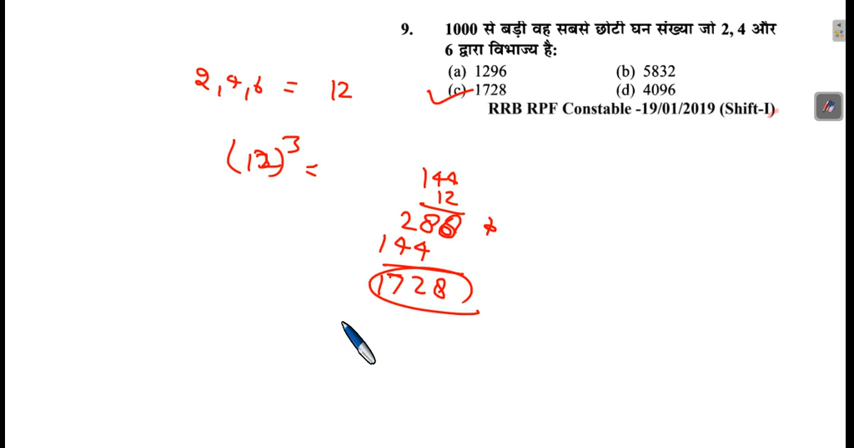 9. 1000 से बड़ी वह सबसे छोटी घन संख्या जो 2, 4 और
6 द्वारा विभाज्य है:
(a) 1296 (b) 5832
(c) 1728 (d) 4096
RRB RPF Constable -19/01/2019 (Shift-I)
2, 4, 6 = 12
(12)³ =
144
12
288
144
1728